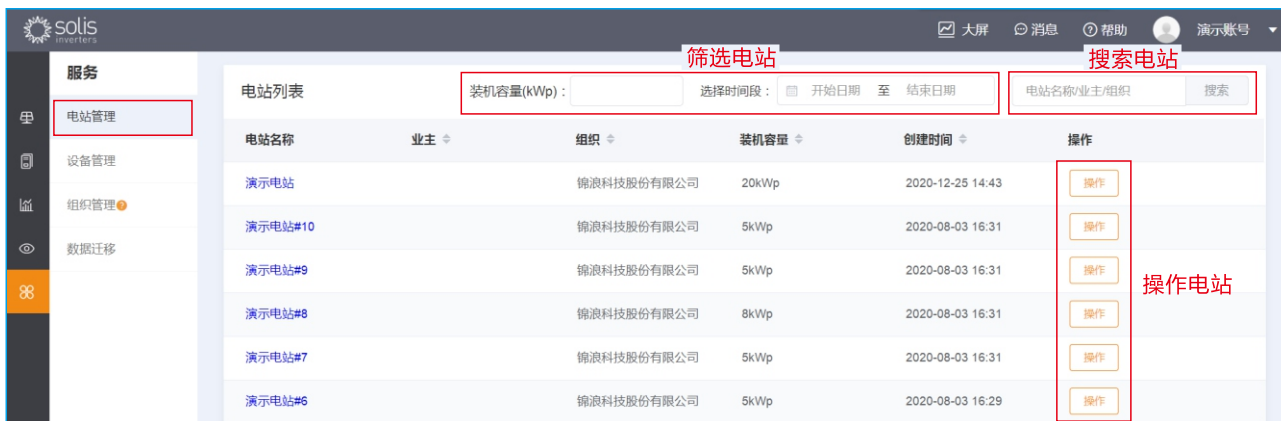 solis
inverters
大屏 消息 帮助 演示账号
筛选电站 搜索电站
服务
电站列表 装机容量(kWp)： 选择时间段： 开始日期 至 结束日期 电站名称/业主/组织 搜索
电站管理
电站名称 业主 组织 装机容量 创建时间 操作
设备管理
演示电站 锦浪科技股份有限公司 20kWp 2020-12-25 14:43 操作
组织管理
演示电站#10 锦浪科技股份有限公司 5kWp 2020-08-03 16:31 操作
数据迁移
演示电站#9 锦浪科技股份有限公司 5kWp 2020-08-03 16:31 操作
操作电站
演示电站#8 锦浪科技股份有限公司 8kWp 2020-08-03 16:31 操作
演示电站#7 锦浪科技股份有限公司 5kWp 2020-08-03 16:31 操作
演示电站#6 锦浪科技股份有限公司 5kWp 2020-08-03 16:29 操作